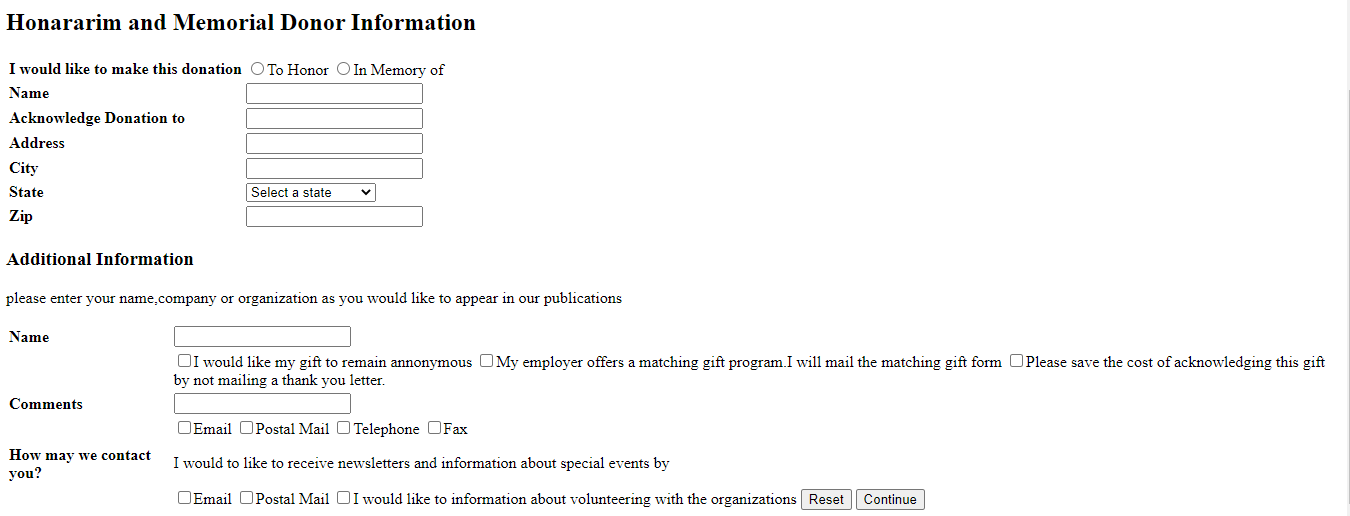 Honararim and Memorial Donor Information
I would like to make this donation To Honor In Memory of
Name
Acknowledge Donation to
Address
City
State Select a state
Zip
Additional Information
please enter your name,company or organization as you would like to appear in our publications
Name
I would like my gift to remain annonymous My employer offers a matching gift program.I will mail the matching gift form Please save the cost of acknowledging this gift
by not mailing a thank you letter.
Comments
Email Postal Mail Telephone Fax
How may we contact
you?
I would to like to receive newsletters and information about special events by
Email Postal Mail I would like to information about volunteering with the organizations Reset Continue